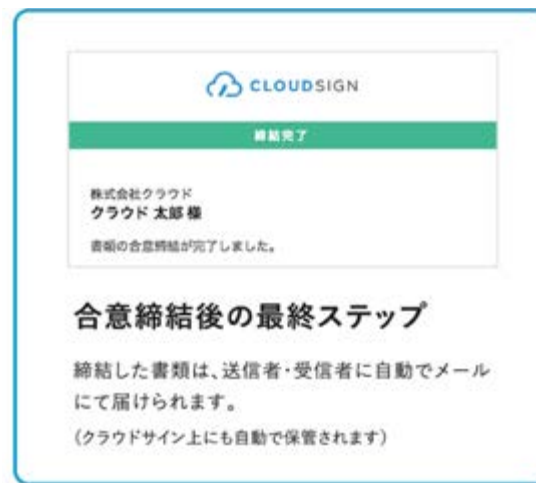 CLOUDSIGN
締結完了
株式会社クラウド
クラウド 太郎 様
書類の合意締結が完了しました。
合意締結後の最終ステップ
締結した書類は、送信者・受信者に自動でメール
にて届けられます。
（クラウドサイン上にも自動で保管されます）